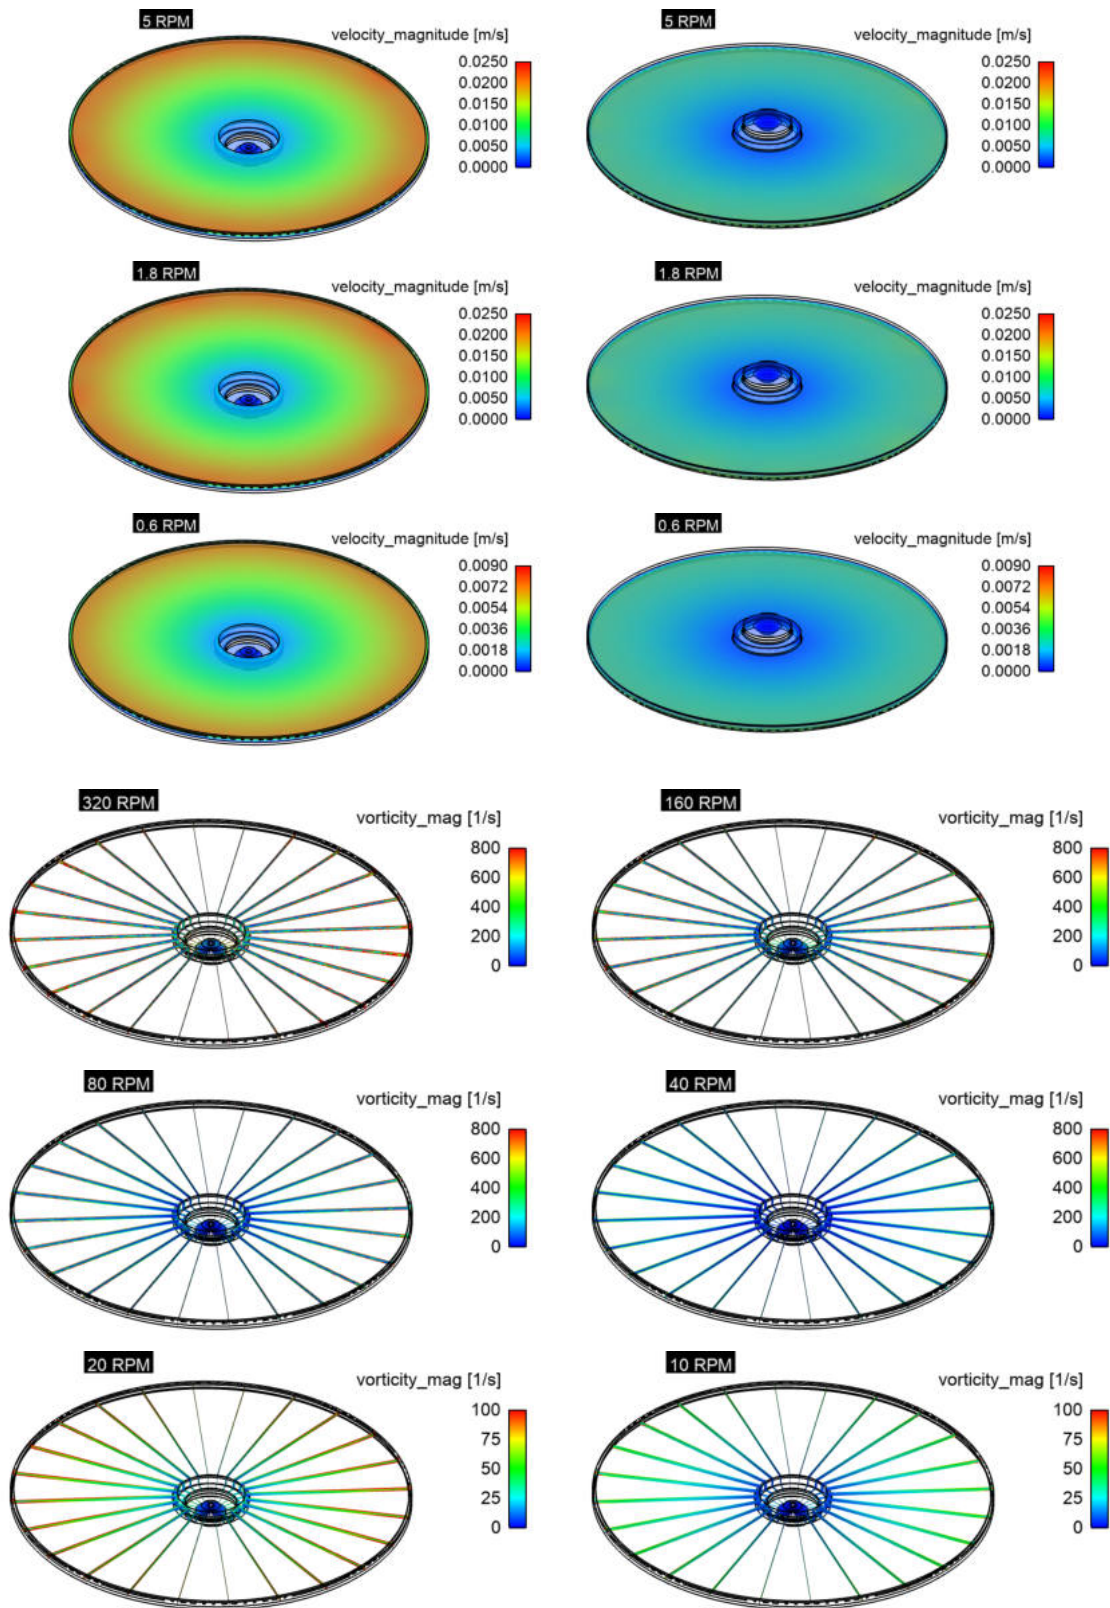 5 RPM
velocity_magnitude [m/s]
0.0250
0.0200
0.0150
0.0100
0.0050
0.0000
5 RPM
velocity_magnitude [m/s]
0.0250
0.0200
0.0150
0.0100
0.0050
0.0000
1.8 RPM
velocity_magnitude [m/s]
0.0250
0.0200
0.0150
0.0100
0.0050
0.0000
1.8 RPM
velocity_magnitude [m/s]
0.0250
0.0200
0.0150
0.0100
0.0050
0.0000
0.6 RPM
velocity_magnitude [m/s]
0.0090
0.0072
0.0054
0.0036
0.0018
0.0000
0.6 RPM
velocity_magnitude [m/s]
0.0090
0.0072
0.0054
0.0036
0.0018
0.0000
320 RPM
vorticity_mag [1/s]
800
600
400
200
0
160 RPM
vorticity_mag [1/s]
800
600
400
200
0
80 RPM
vorticity_mag [1/s]
800
600
400
200
0
40 RPM
vorticity_mag [1/s]
800
600
400
200
0
20 RPM
vorticity_mag [1/s]
100
75
50
25
0
10 RPM
vorticity_mag [1/s]
100
75
50
25
0